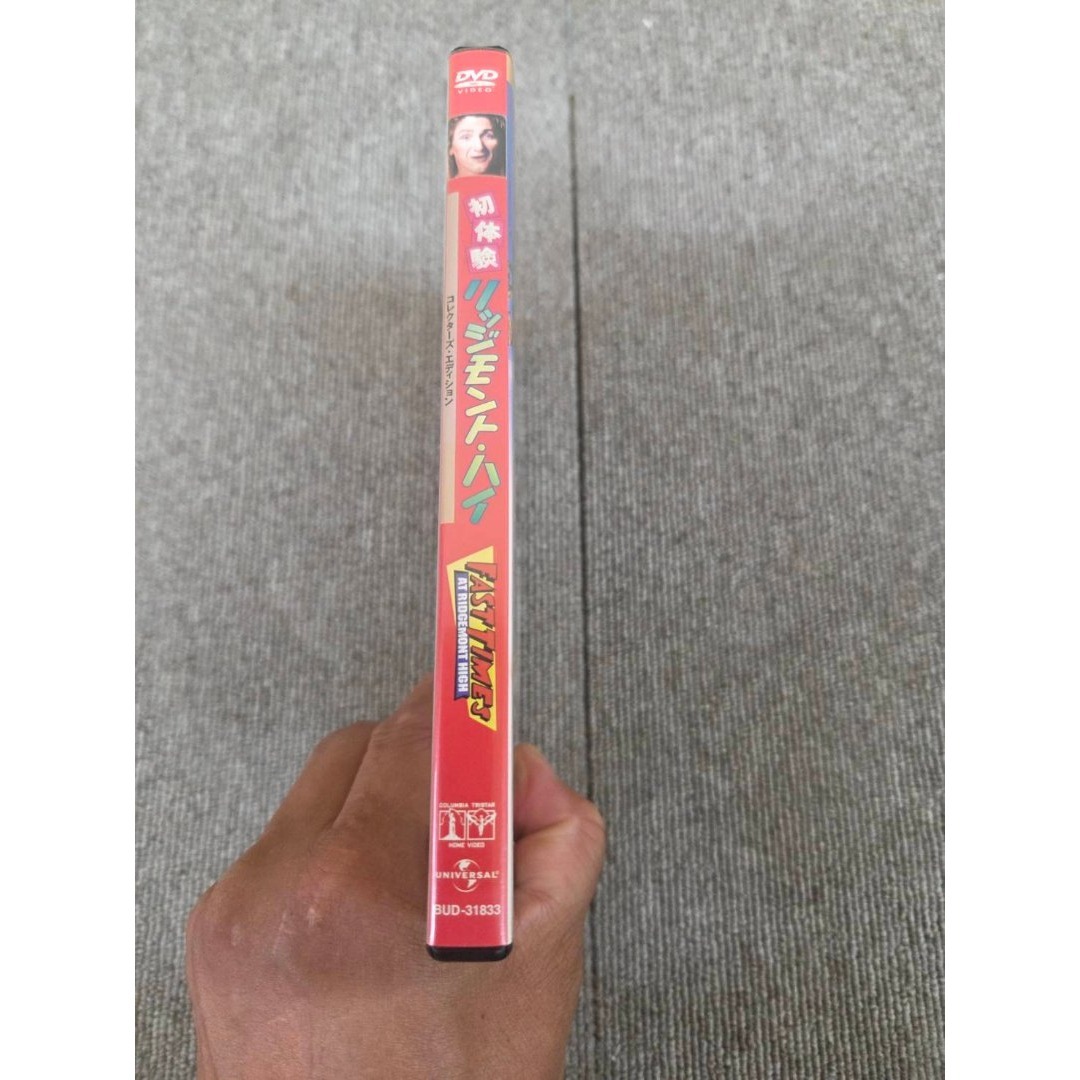 DVD
VIDEO
初体験
リッジモント・ハイ
コレクターズ・エディション
FAST TIMES
AT RIDGEMONT HIGH
COLUMBIA TRISTAR
HOME VIDEO
UNIVERSAL
BUD-31833